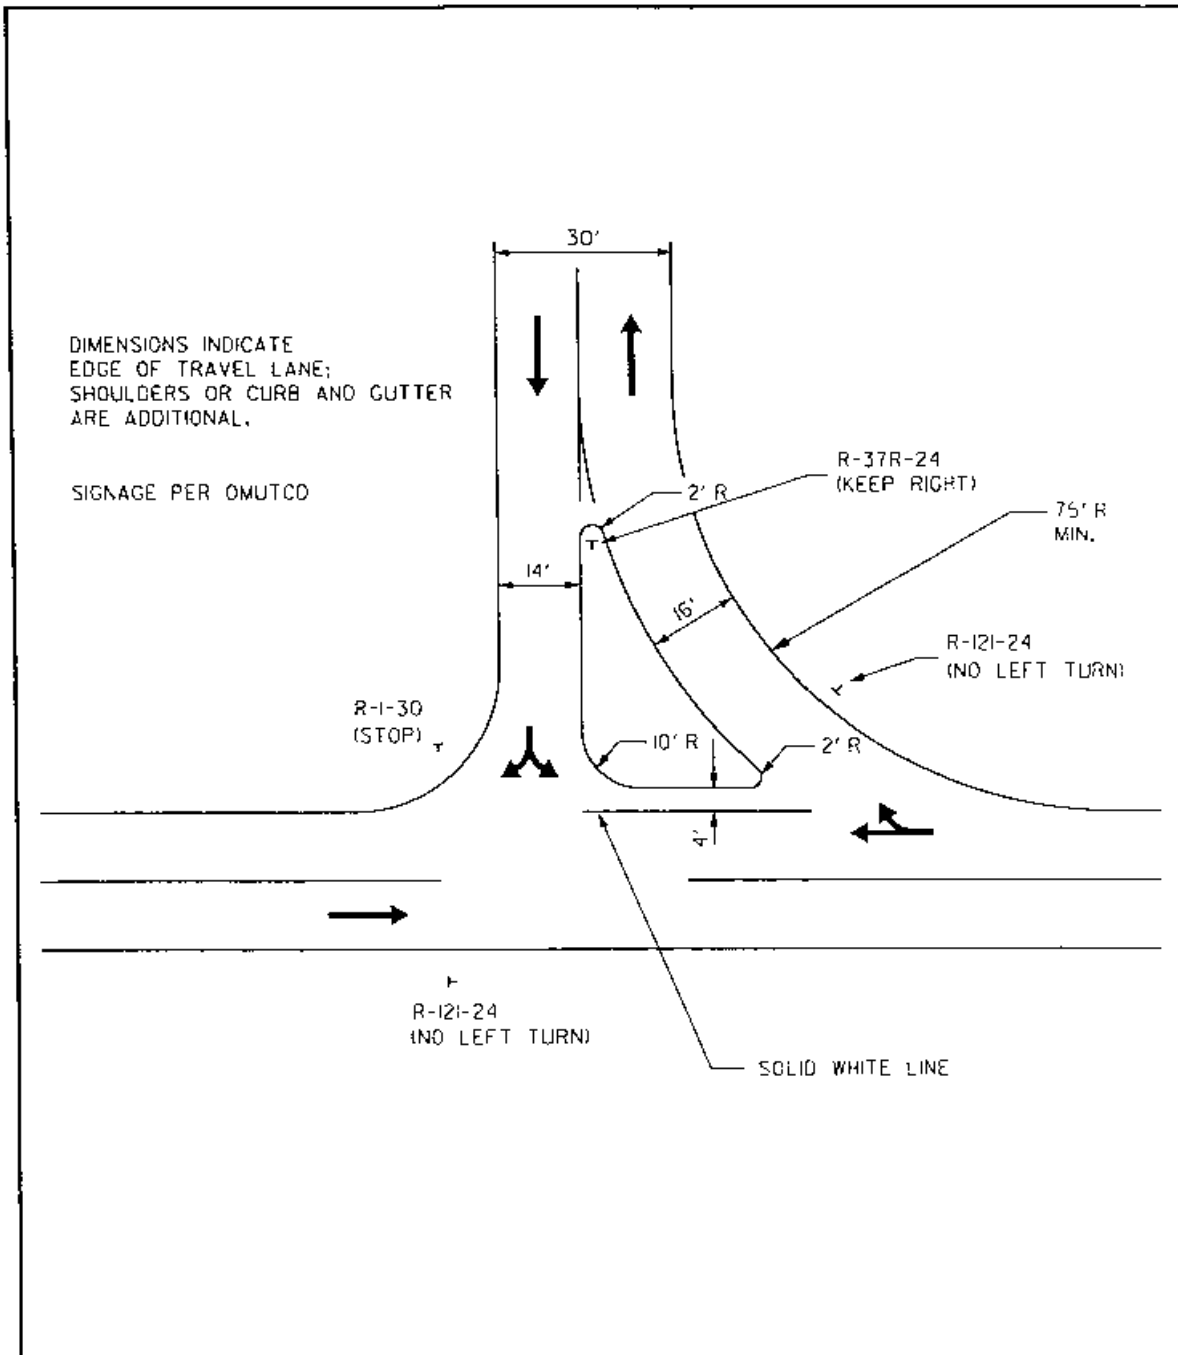 30'
DIMENSIONS INDICATE
EDGE OF TRAVEL LANE;
SHOULDERS OR CURB AND GUTTER
ARE ADDITIONAL.
SIGNAGE PER OMUTCD
R-37R-24
(KEEP RIGHT)
2' R
75' R
MIN.
14'
16'
R-121-24
(NO LEFT TURN)
R-1-30
(STOP)
10' R
2' R
4'
R-121-24
(NO LEFT TURN)
SOLID WHITE LINE